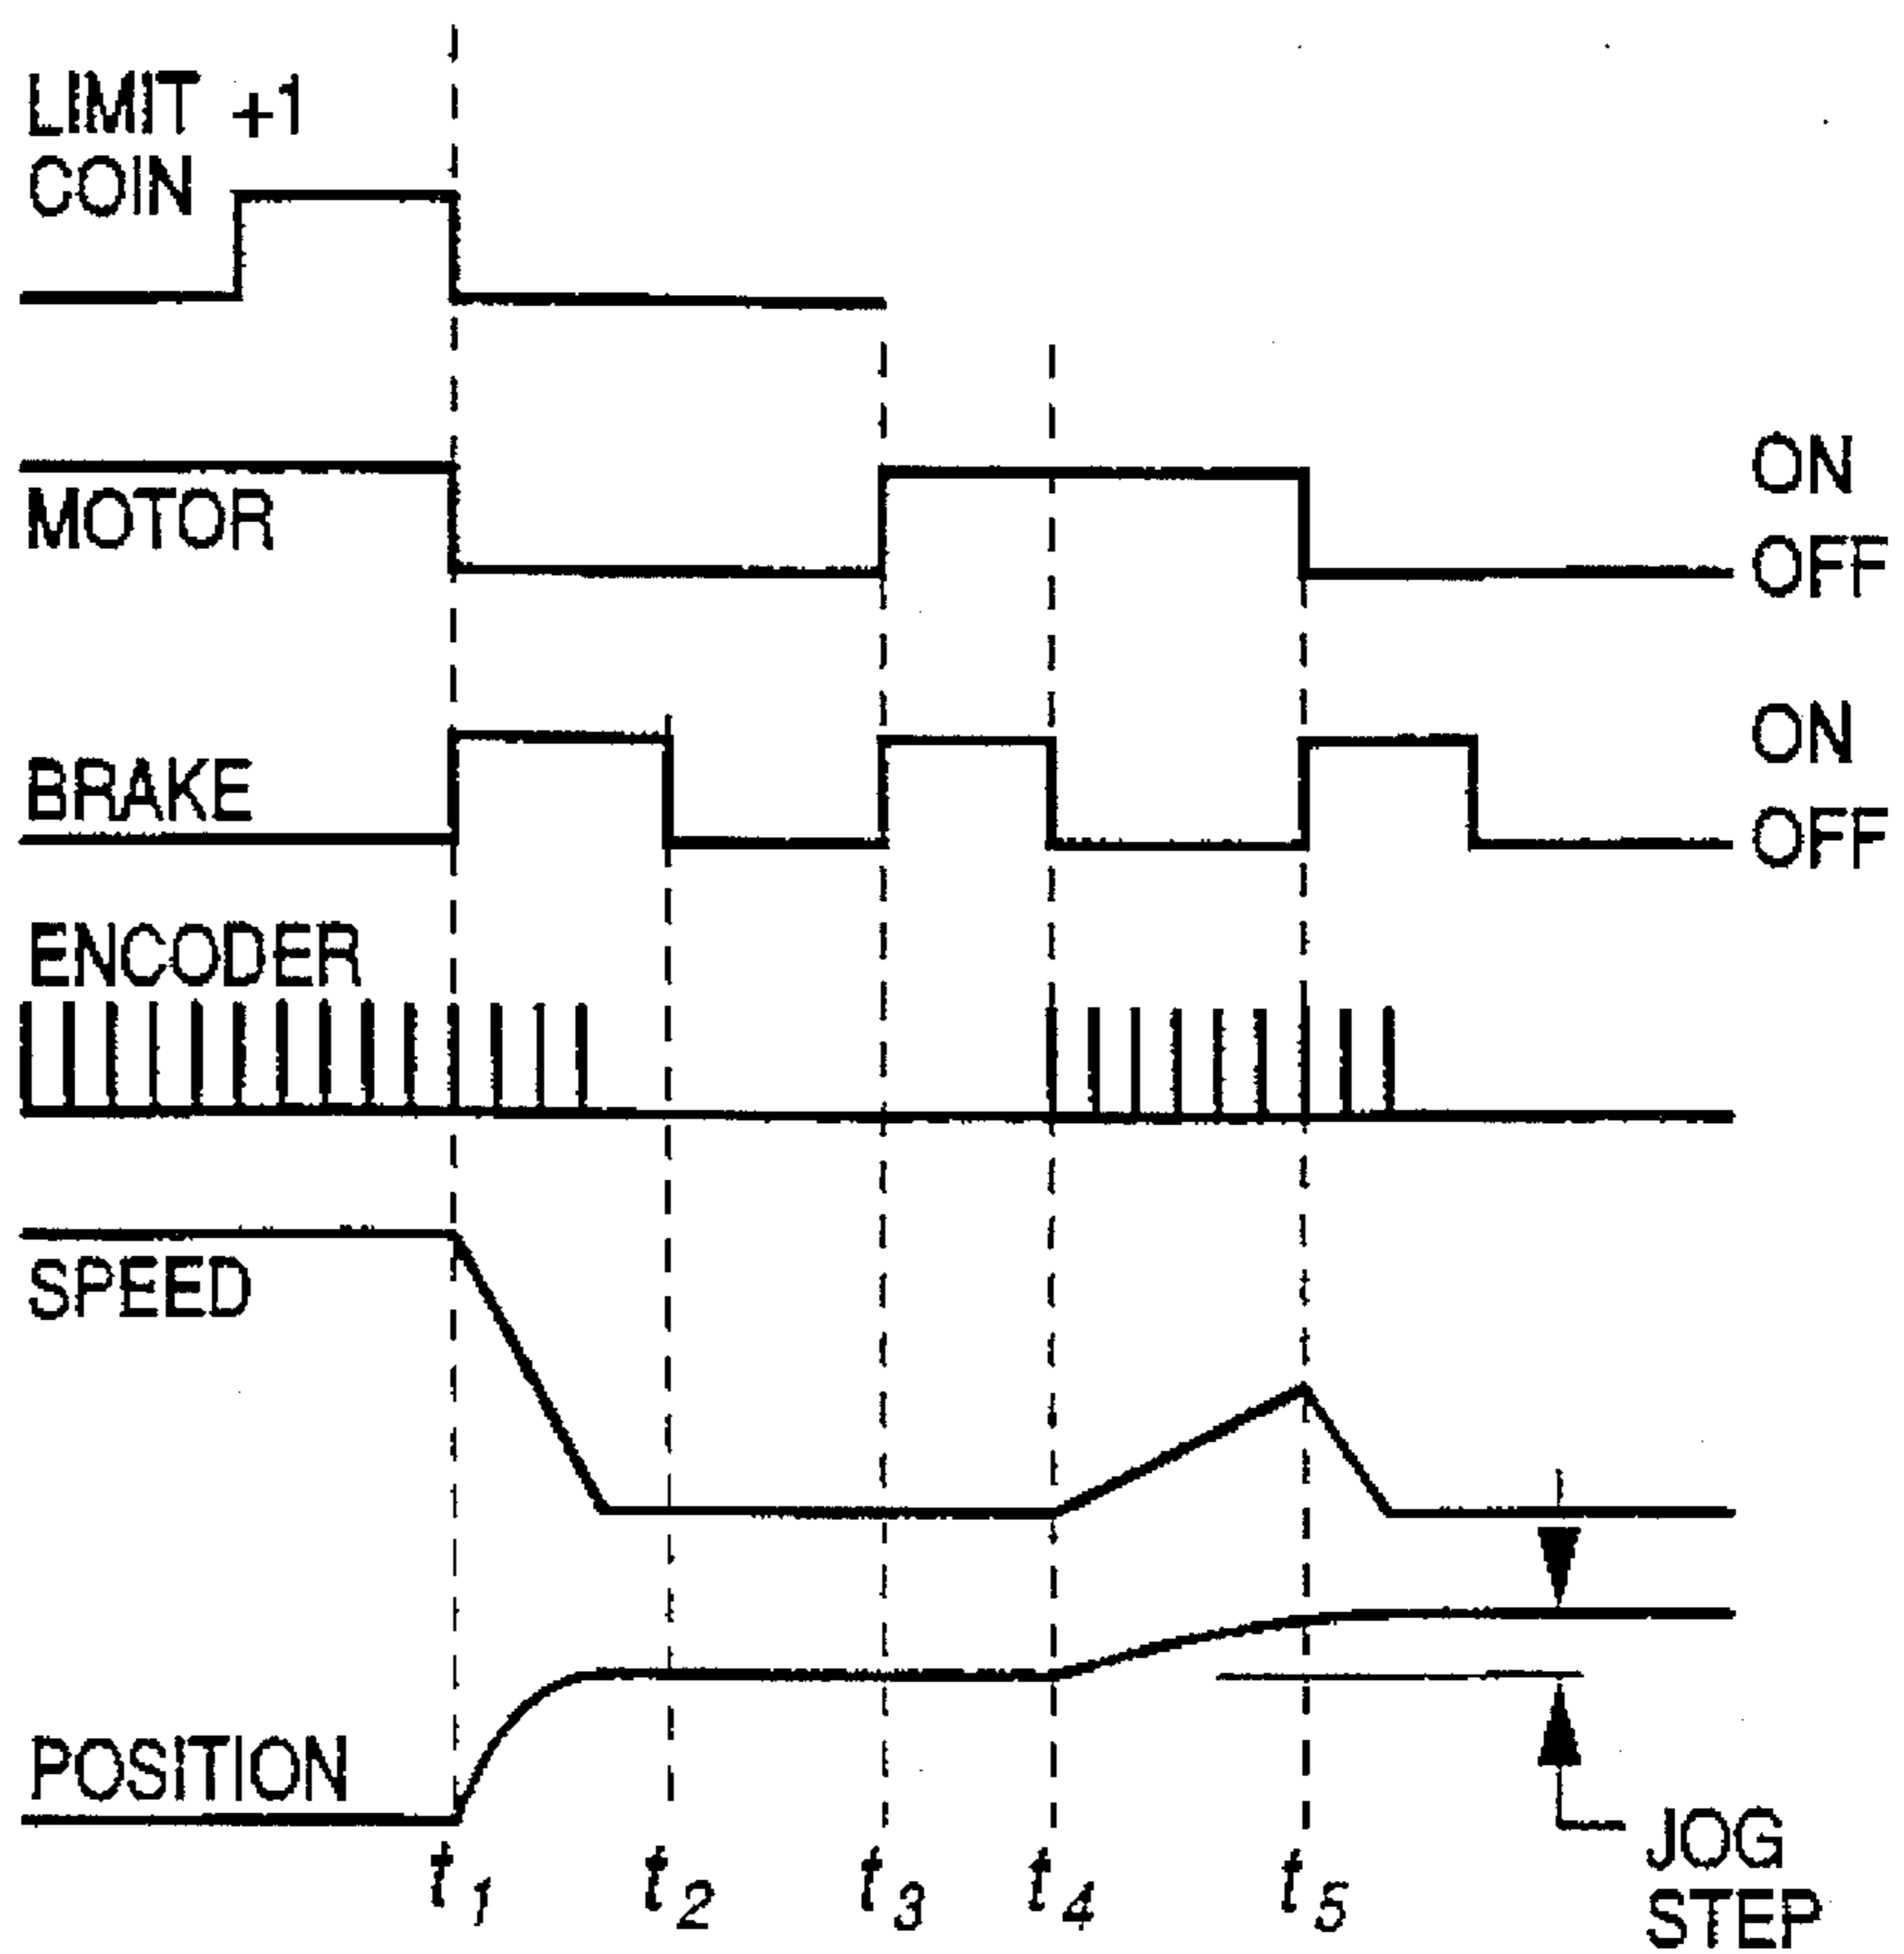 LIMIT +1
COIN
MOTOR
ON
OFF
BRAKE
ON
OFF
ENCODER
SPEED
POSITION
t1 t2 t3 t4 t5
JOG
STEP